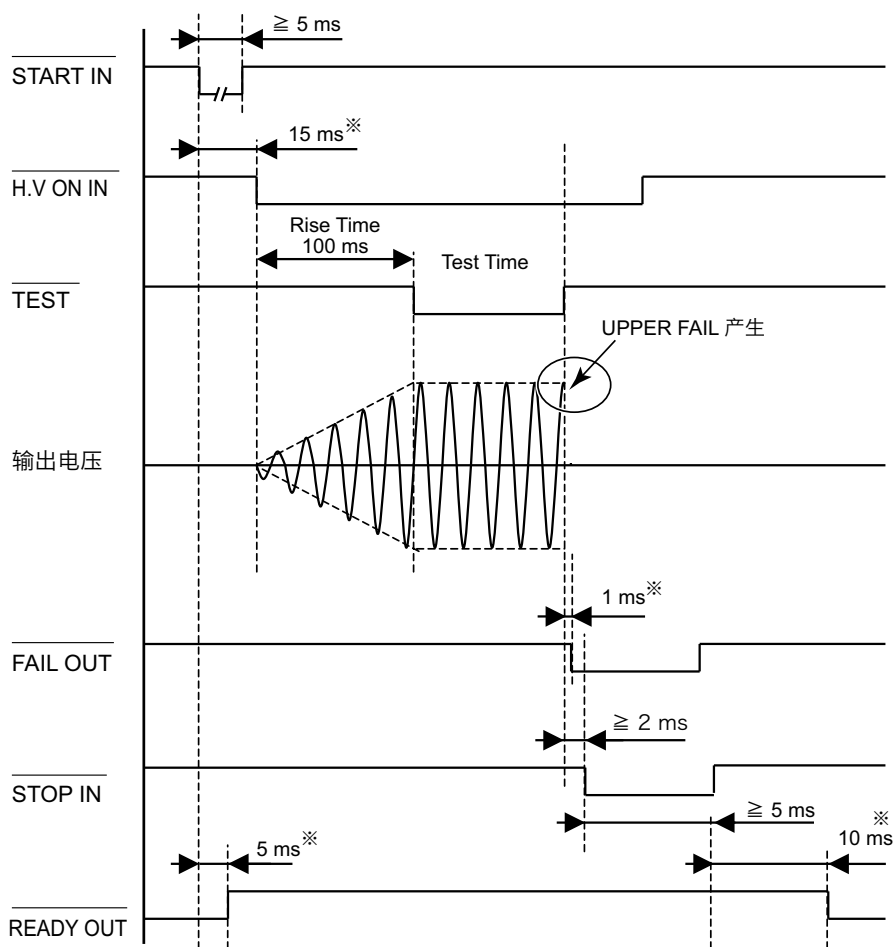 ≧ 5 ms
START IN
15 ms※
H.V ON IN
Rise Time
100 ms
Test Time
TEST
UPPER FAIL 产生
输出电压
1 ms※
FAIL OUT
≧ 2 ms
STOP IN
≧ 5 ms
※
10 ms
5 ms※
READY OUT